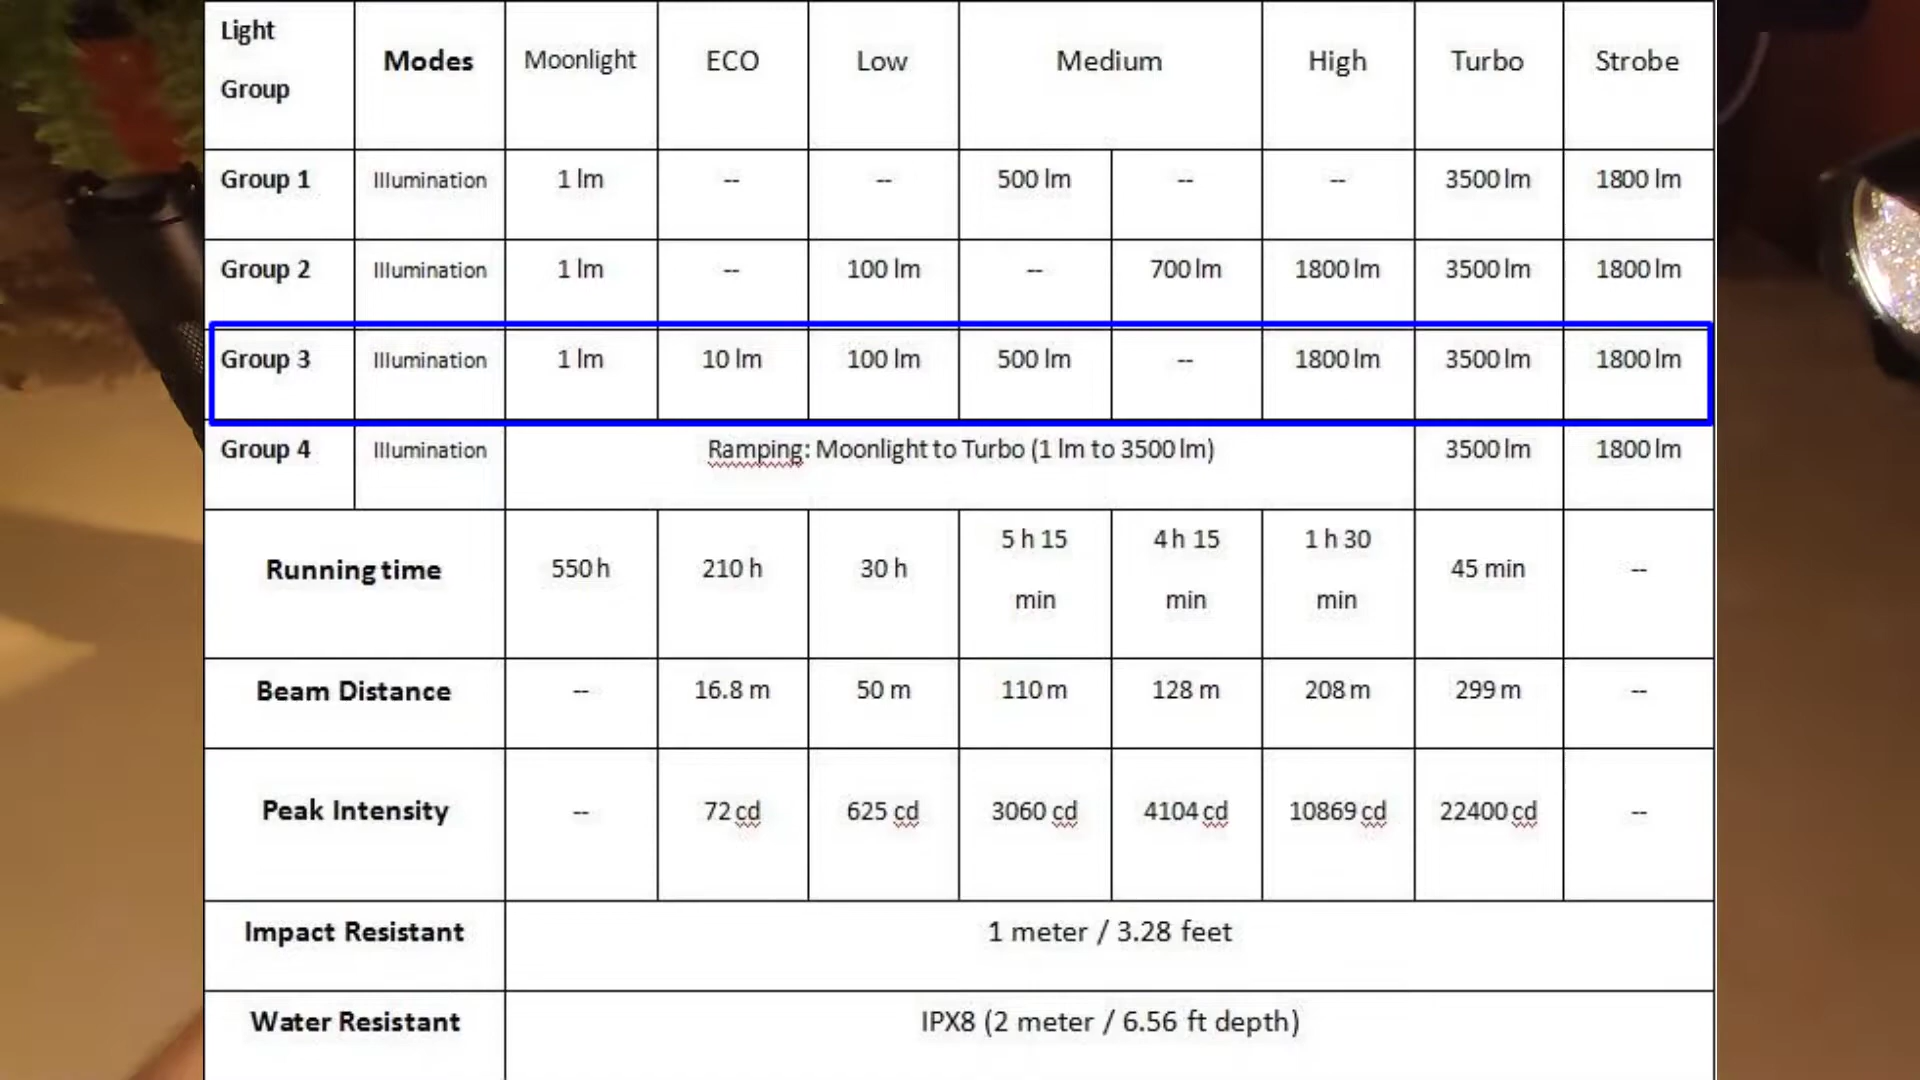 Light
Group
Modes
Moonlight
ECO
Low
Medium
High
Turbo
Strobe
Group 1
Illumination
1 lm
--
--
500 lm
--
--
3500 lm
1800 lm
Group 2
Illumination
1 lm
--
100 lm
--
700 lm
1800 lm
3500 lm
1800 lm
Group 3
Illumination
1 lm
10 lm
100 lm
500 lm
--
1800 lm
3500 lm
1800 lm
Group 4
Illumination
Ramping: Moonlight to Turbo (1 lm to 3500 lm)
3500 lm
1800 lm
Running time
550 h
210 h
30 h
5 h 15
min
4 h 15
min
1 h 30
min
45 min
--
Beam Distance
--
16.8 m
50 m
110 m
128 m
208 m
299 m
--
Peak Intensity
--
72 cd
625 cd
3060 cd
4104 cd
10869 cd
22400 cd
--
Impact Resistant
1 meter / 3.28 feet
Water Resistant
IPX8 (2 meter / 6.56 ft depth)